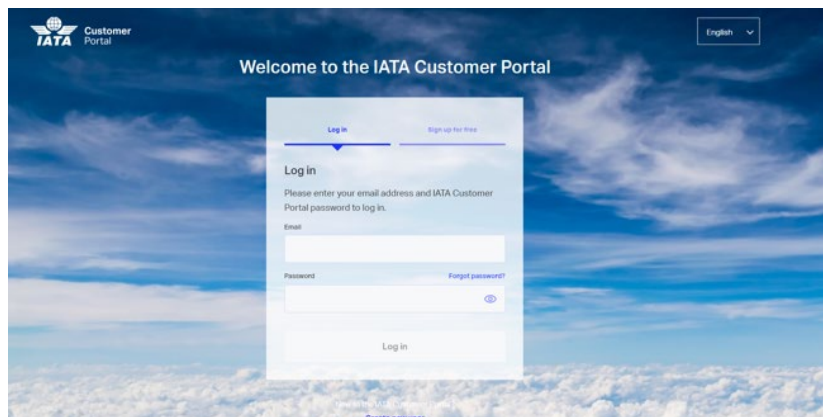 IATA
Customer
Portal
English
Welcome to the IATA Customer Portal
Log in
Sign up for free
Log in
Please enter your email address and IATA Customer
Portal password to log in.
Email
Password
Forgot password?
Log in